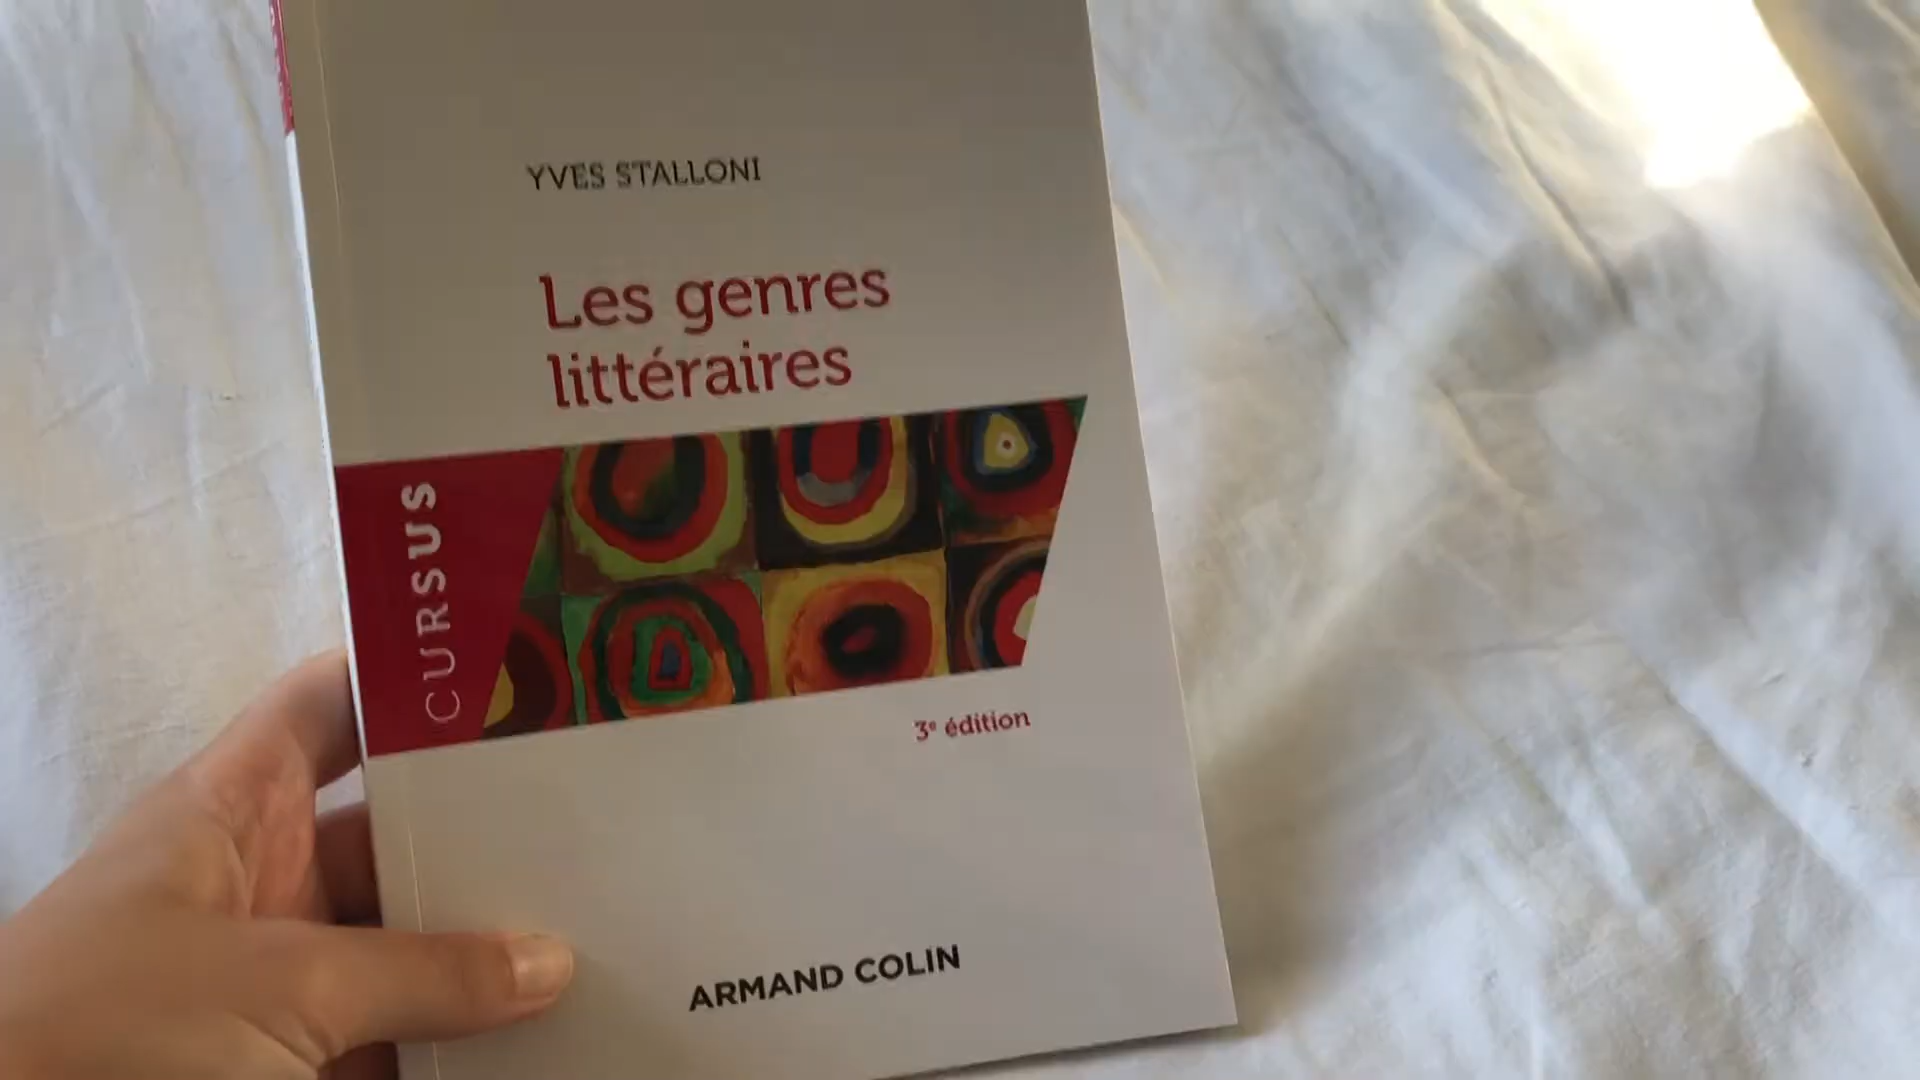 YVES STALLONI
Les genres
littéraires
CURSUS
3e édition
ARMAND COLIN